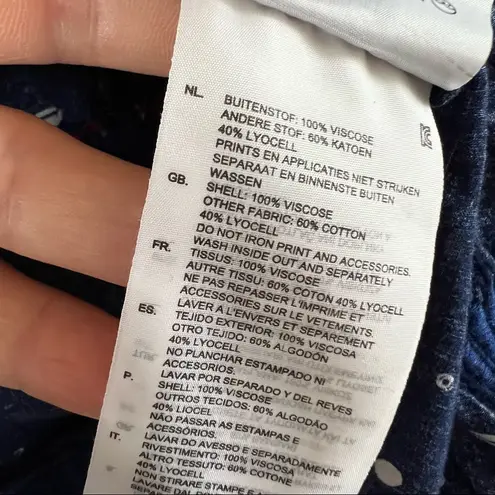 NL. BUITENSTOF: 100% VISCOSE
ANDERE STOF: 60% KATOEN
40% LYOCELL
PRINTS EN APPLICATIES NIET STRIJKEN
SEPARAAT EN BINNENSTE BUITEN
WASSEN
GB. SHELL: 100% VISCOSE
OTHER FABRIC: 60% COTTON
40% LYOCELL
DO NOT IRON PRINT AND ACCESSORIES.
WASH INSIDE OUT AND SEPARATELY
FR. TISSUS: 100% VISCOSE
AUTRE TISSU: 60% COTON 40% LYOCELL
NE PAS REPASSER L'IMPRIME ET
ACCESSORIES SUR LE VETEMENTS.
LAVER A L'ENVERS ET SEPAREMENT
ES. TEJIDO EXTERIOR: 100% VISCOSA
OTRO TEJIDO: 60% ALGODÓN
40% LYOCELL
NO PLANCHAR ESTAMPADO NI
ACCESORIOS.
LAVAR POR SEPARADO Y DEL REVES
P. SHELL: 100% VISCOSE
OUTROS TECIDOS: 60% ALGODÃO
40% LIOCEL
NÃO PASSAR AS ESTAMPAS E
ACESSÓRIOS.
LAVAR DO AVESSO E SEPARADAMENTE
IT. RIVESTIMENTO: 100% VISCOSA
ALTRO TESSUTO: 60% COTONE
40% LYOCELL
NON STIRARE STAMPE E